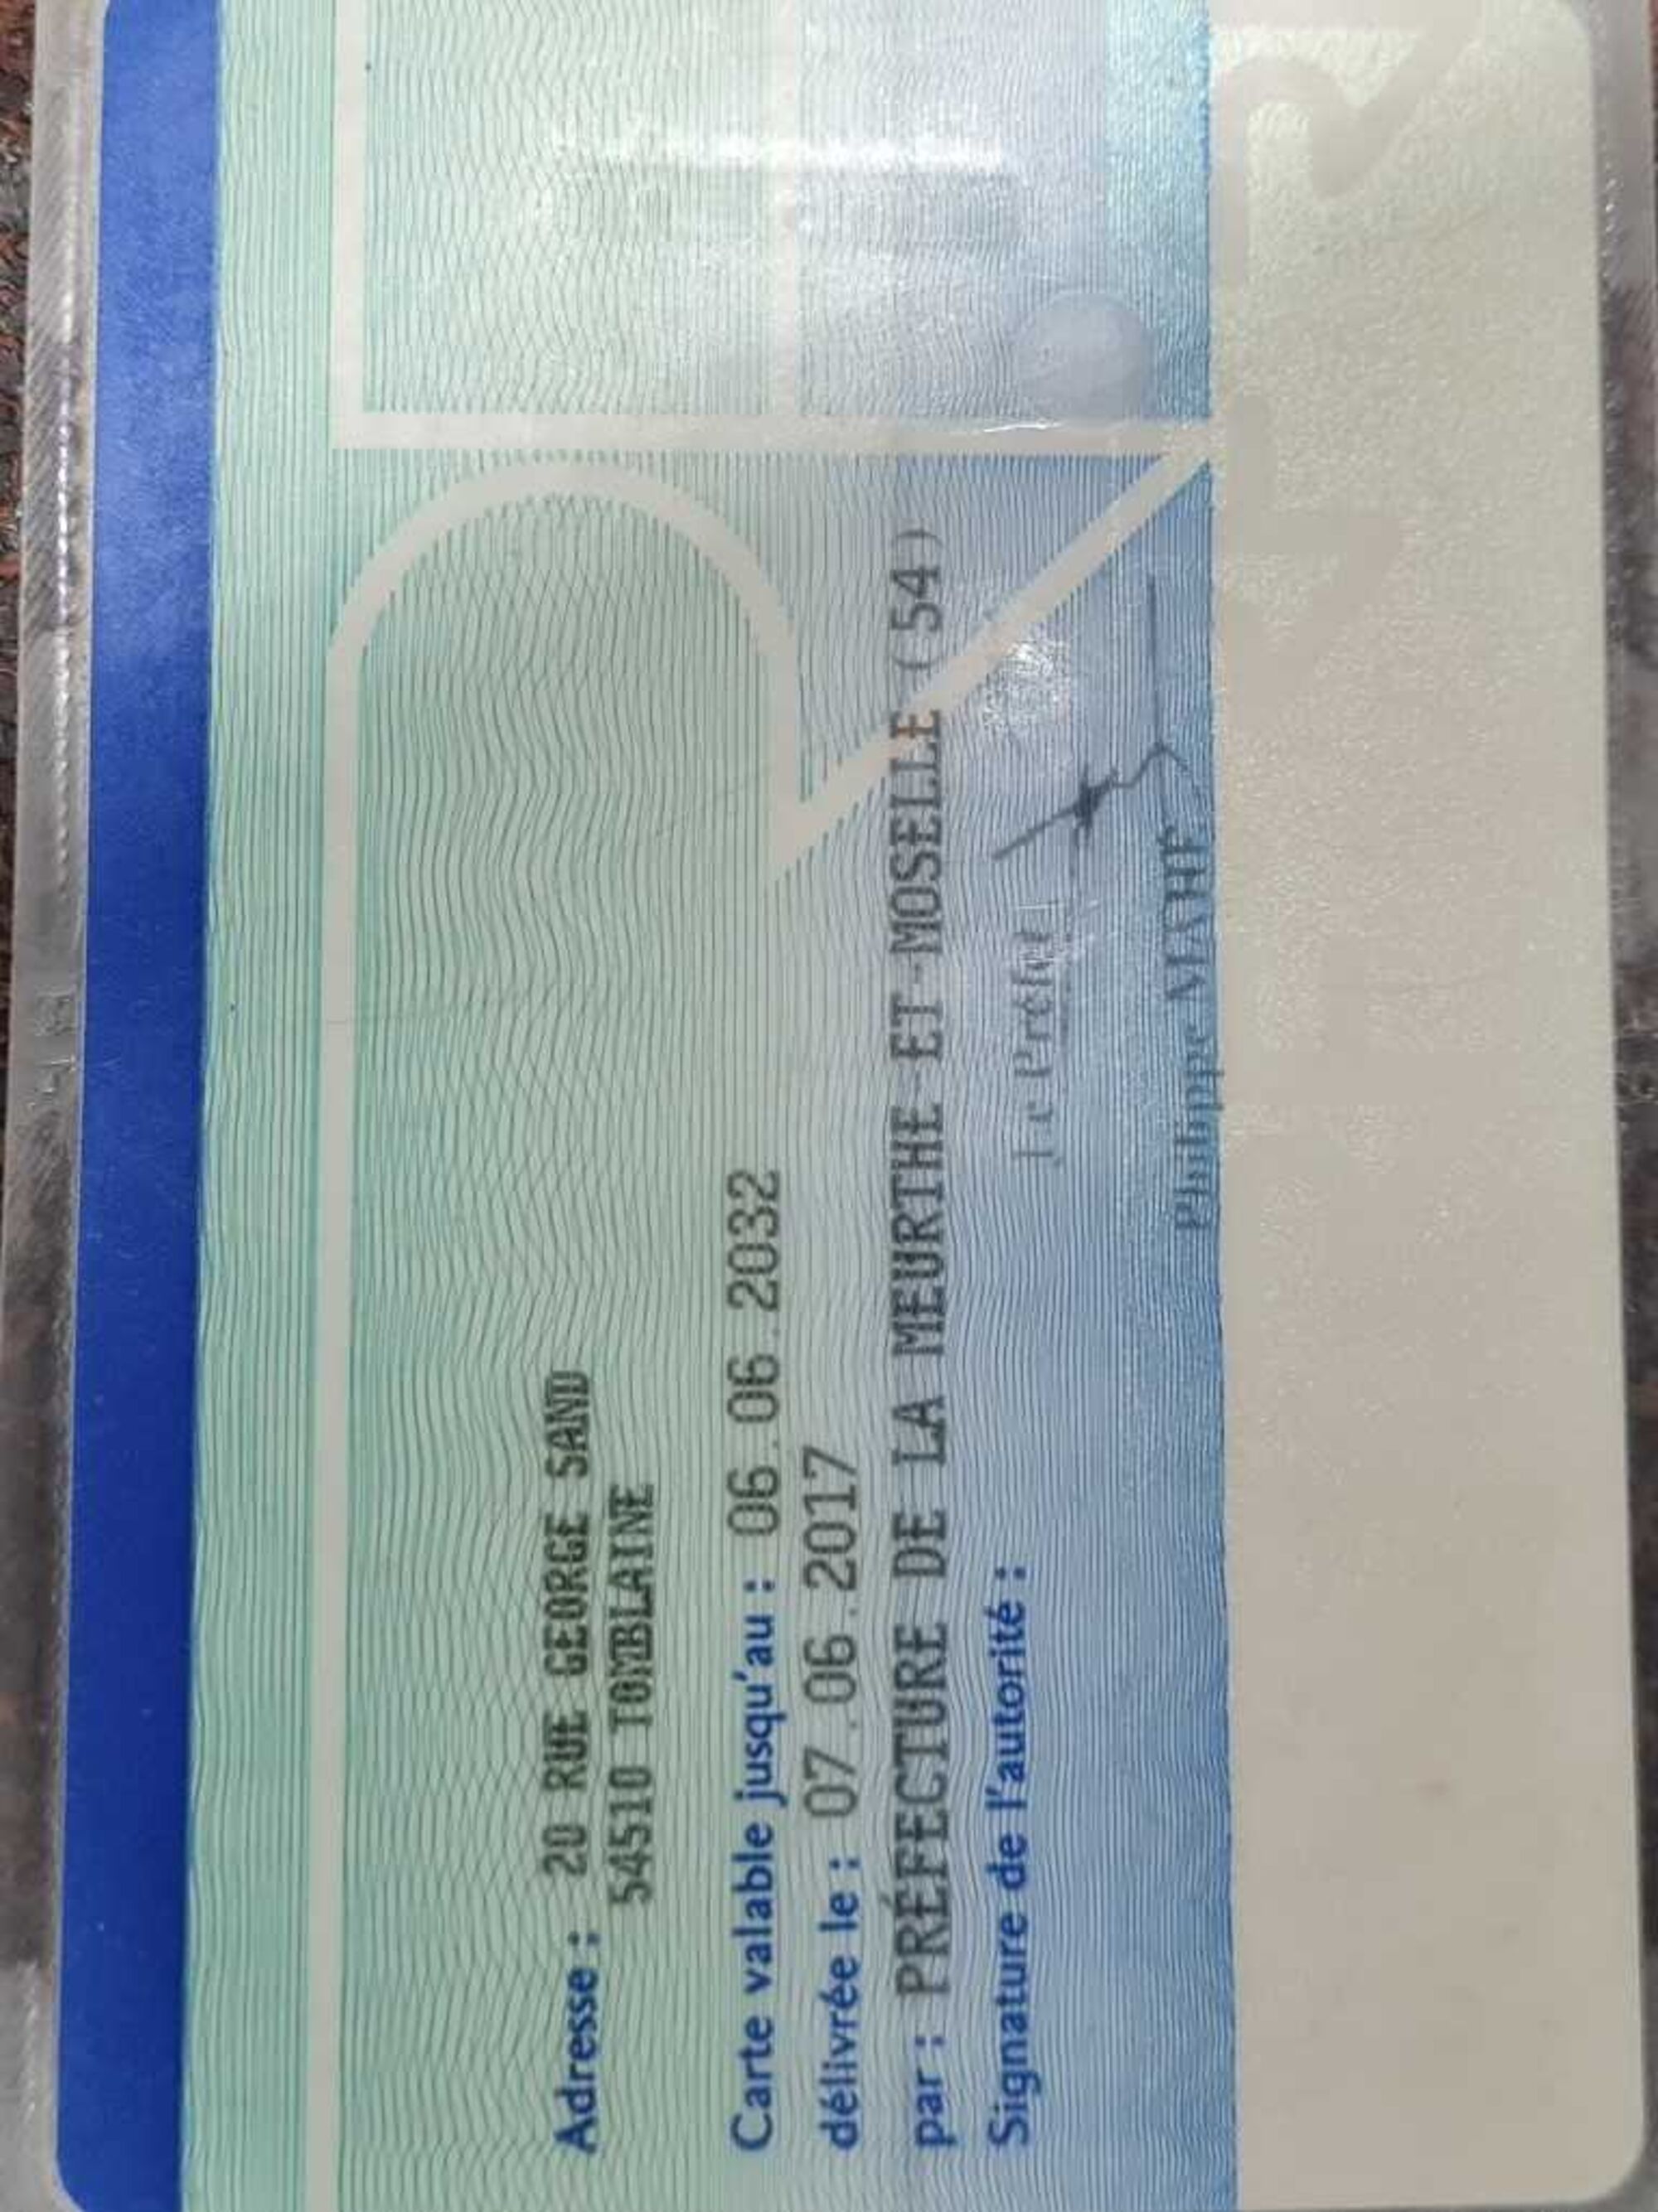 Adresse : 20 RUE GEORGE SAND
54510 TOMBLAINE
Carte valable jusqu'au : 06.06.2032
délivrée le : 07.06.2017
par : PRÉFECTURE DE LA MEURTHE-ET-MOSELLE (54)
Signature de l'autorité :
Le Préfet
Philippe MAHE